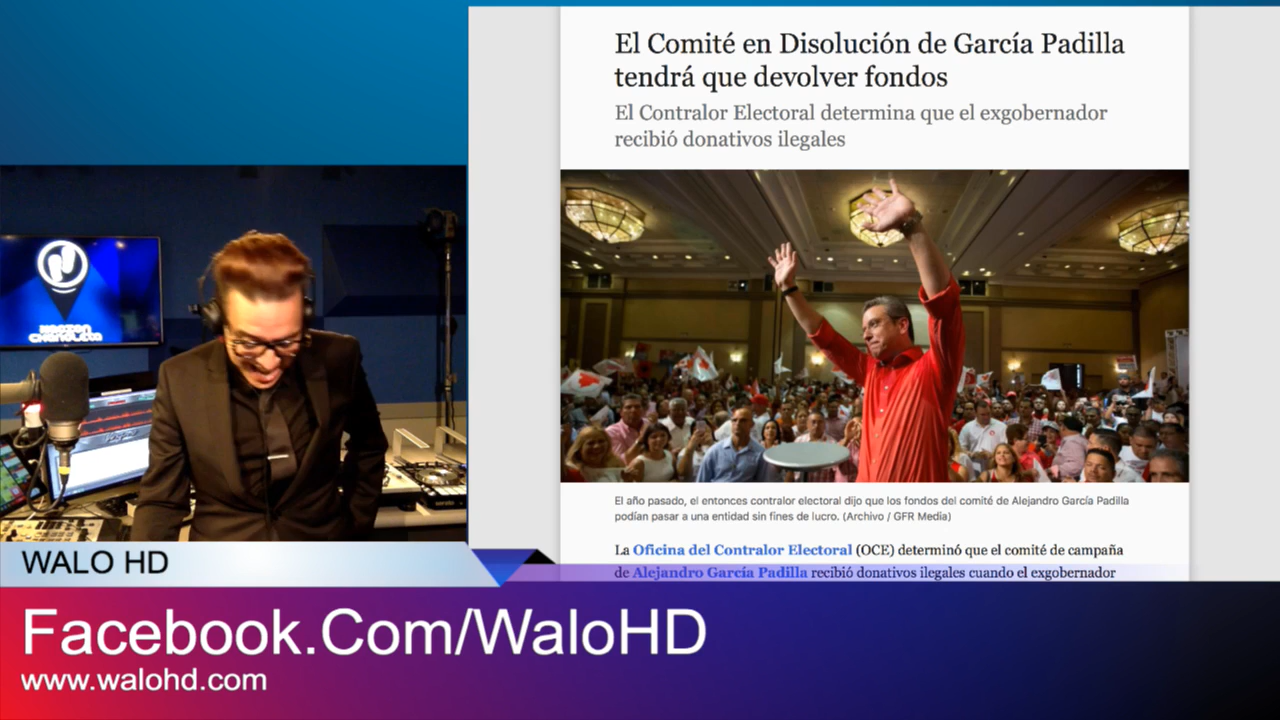 El Comité en Disolución de García Padilla
tendrá que devolver fondos
El Contralor Electoral determina que el exgobernador
recibió donativos ilegales
El año pasado, el entonces contralor electoral dijo que los fondos del comité de Alejandro García Padilla
podían pasar a una entidad sin fines de lucro. (Archivo / GFR Media)
La Oficina del Contralor Electoral (OCE) determinó que el comité de campaña
de Alejandro García Padilla recibió donativos ilegales cuando el exgobernador
WALO HD
Facebook.Com/WaloHD
www.walohd.com